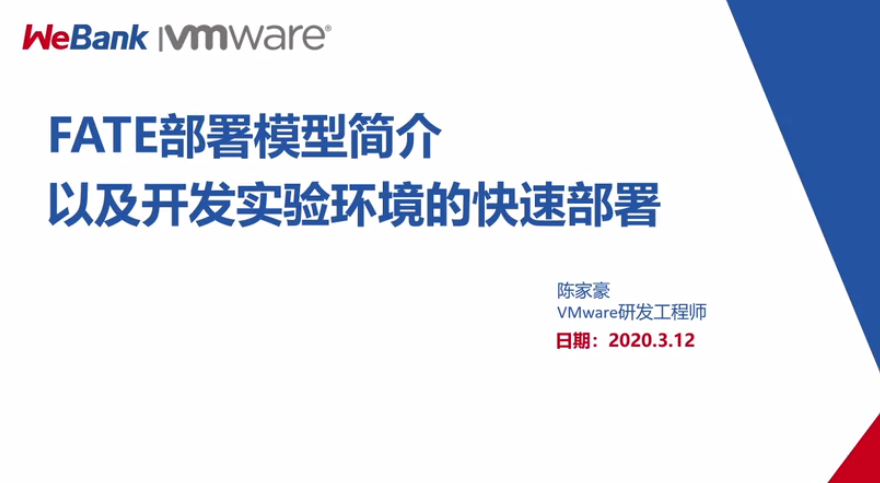 WeBank | vmware®
FATE部署模型简介
以及开发实验环境的快速部署
陈家豪
VMware研发工程师
日期：2020.3.12